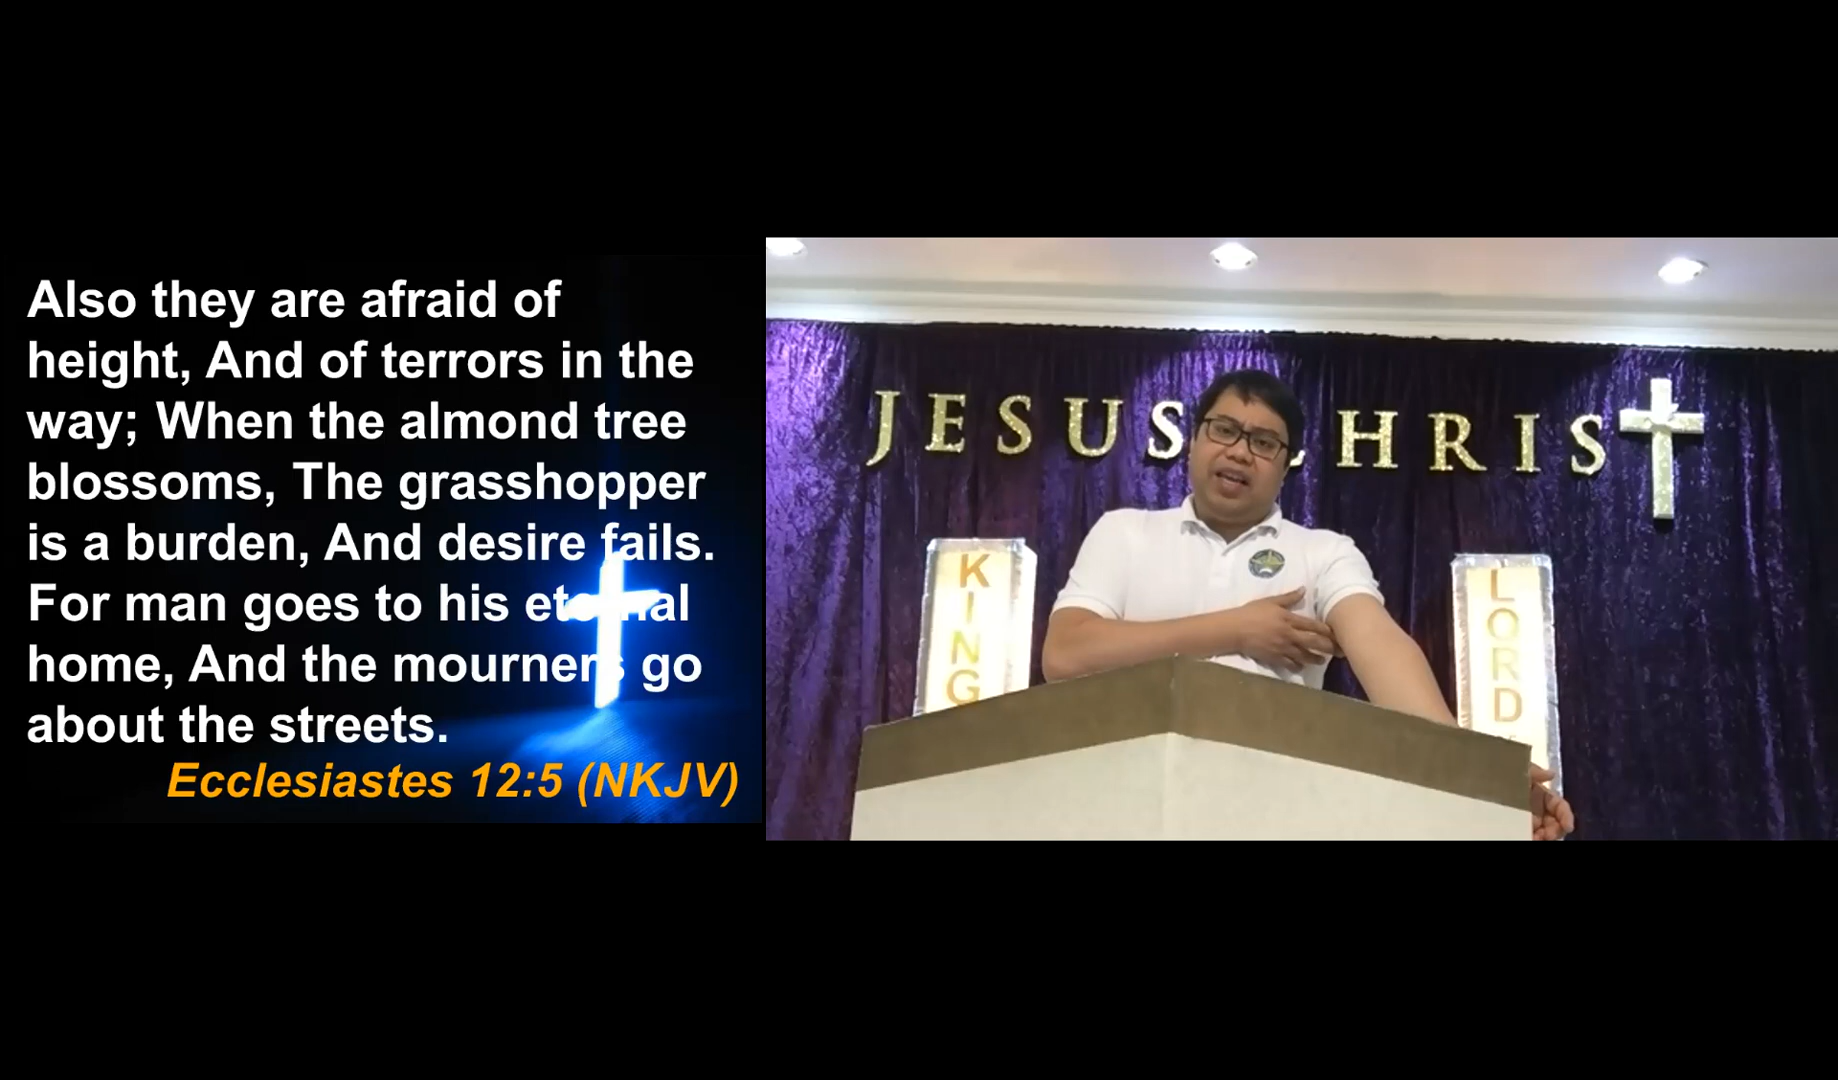 Also they are afraid of
height, And of terrors in the
way; When the almond tree
blossoms, The grasshopper
is a burden, And desire fails.
For man goes to his eternal
home, And the mourners go
about the streets.
Ecclesiastes 12:5 (NKJV)
JESUS CHRIST
KING
LORD